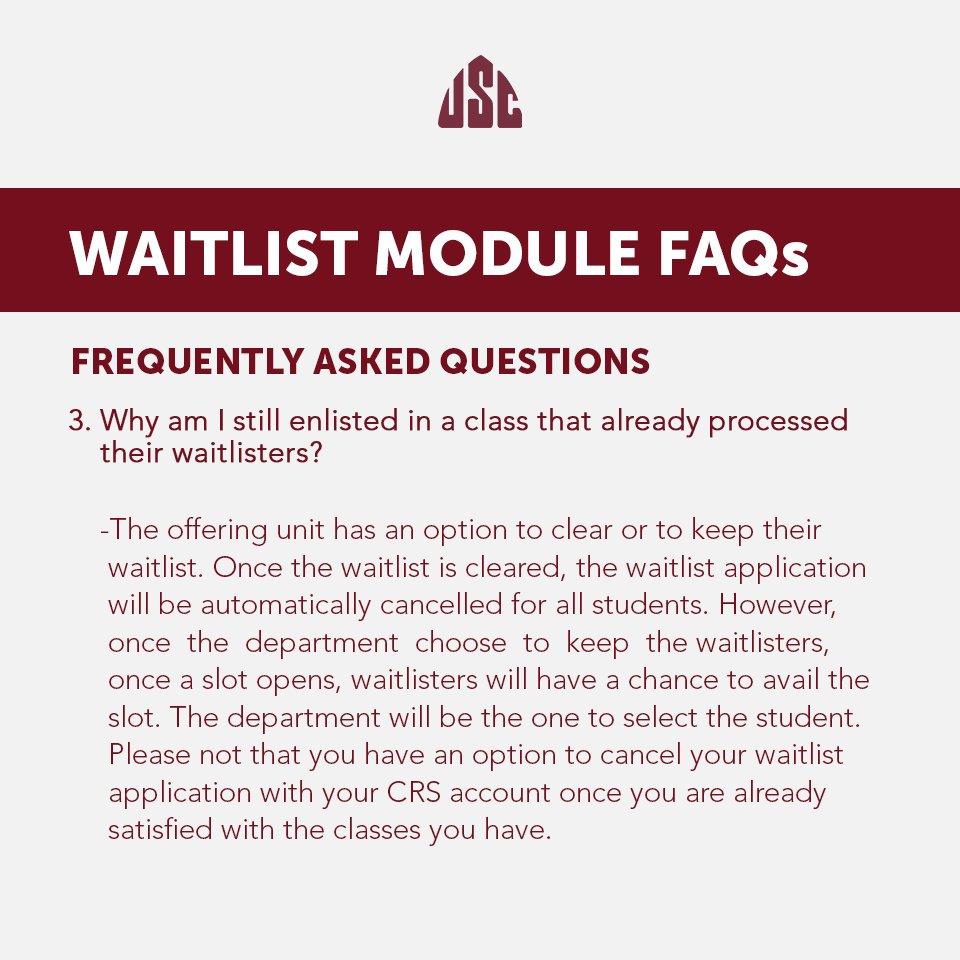 USC
WAITLIST MODULE FAQs
FREQUENTLY ASKED QUESTIONS
3. Why am I still enlisted in a class that already processed
their waitlisters?
-The offering unit has an option to clear or to keep their
waitlist. Once the waitlist is cleared, the waitlist application
will be automatically cancelled for all students. However,
once the department choose to keep the waitlisters,
once a slot opens, waitlisters will have a chance to avail the
slot. The department will be the one to select the student.
Please not that you have an option to cancel your waitlist
application with your CRS account once you are already
satisfied with the classes you have.